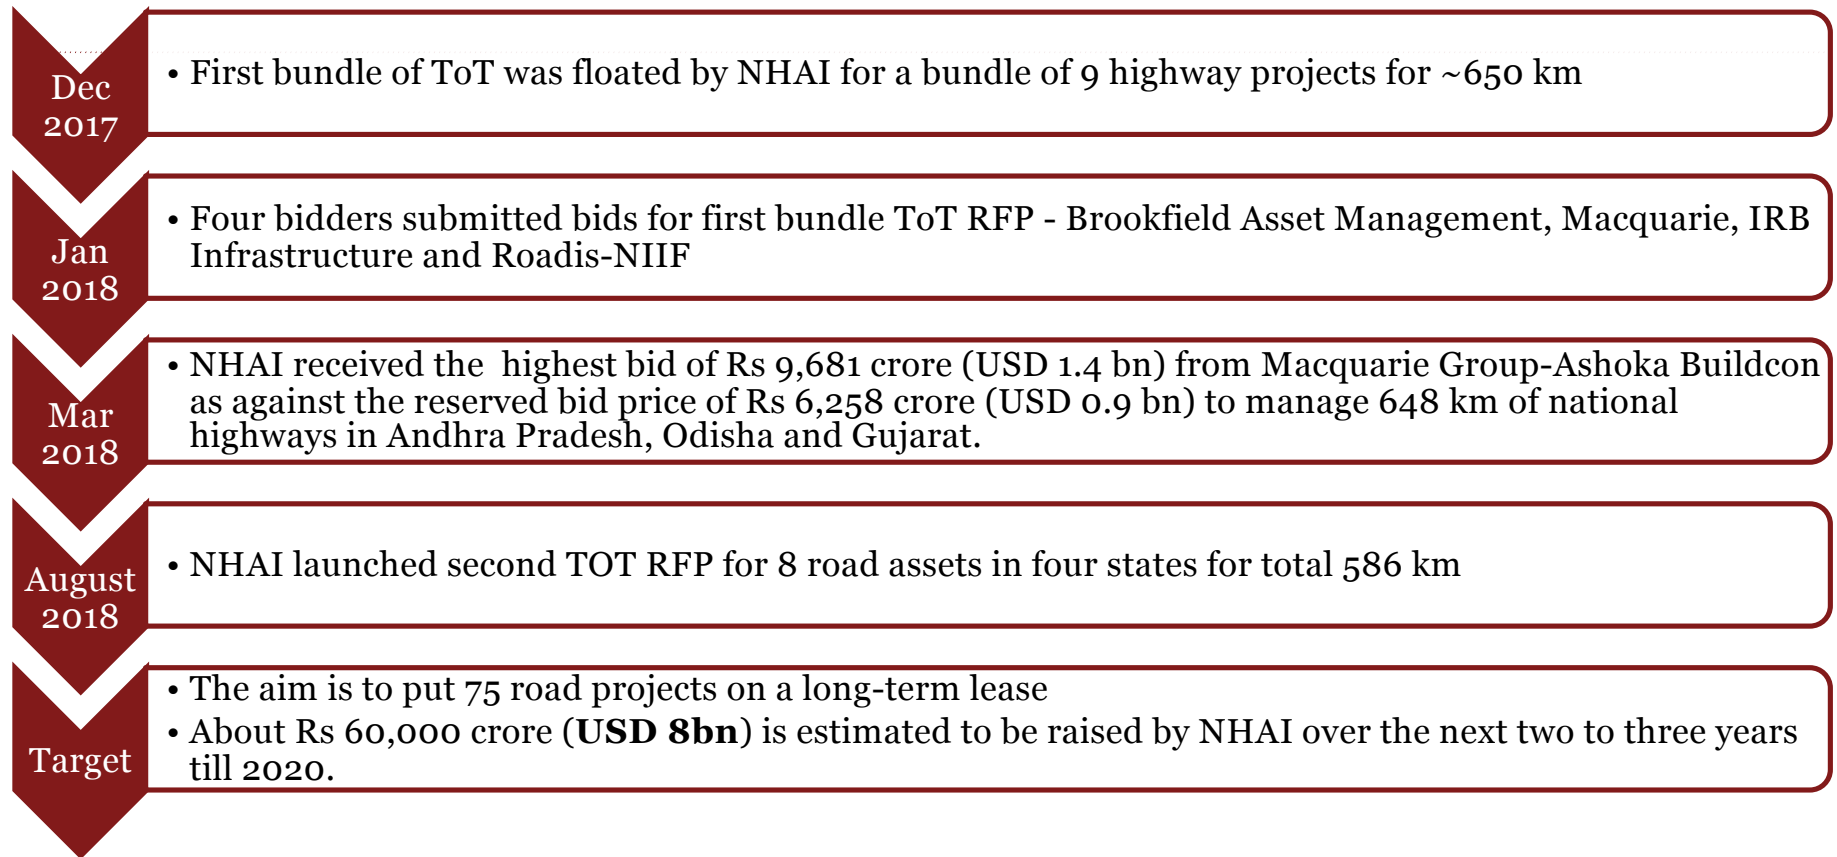 Dec
2017
• First bundle of ToT was floated by NHAI for a bundle of 9 highway projects for ~650 km
Jan
2018
• Four bidders submitted bids for first bundle ToT RFP - Brookfield Asset Management, Macquarie, IRB
Infrastructure and Roadis-NIIF
Mar
2018
• NHAI received the highest bid of Rs 9,681 crore (USD 1.4 bn) from Macquarie Group-Ashoka Buildcon
as against the reserved bid price of Rs 6,258 crore (USD 0.9 bn) to manage 648 km of national
highways in Andhra Pradesh, Odisha and Gujarat.
August
2018
• NHAI launched second TOT RFP for 8 road assets in four states for total 586 km
Target
• The aim is to put 75 road projects on a long-term lease
• About Rs 60,000 crore (USD 8bn) is estimated to be raised by NHAI over the next two to three years
till 2020.